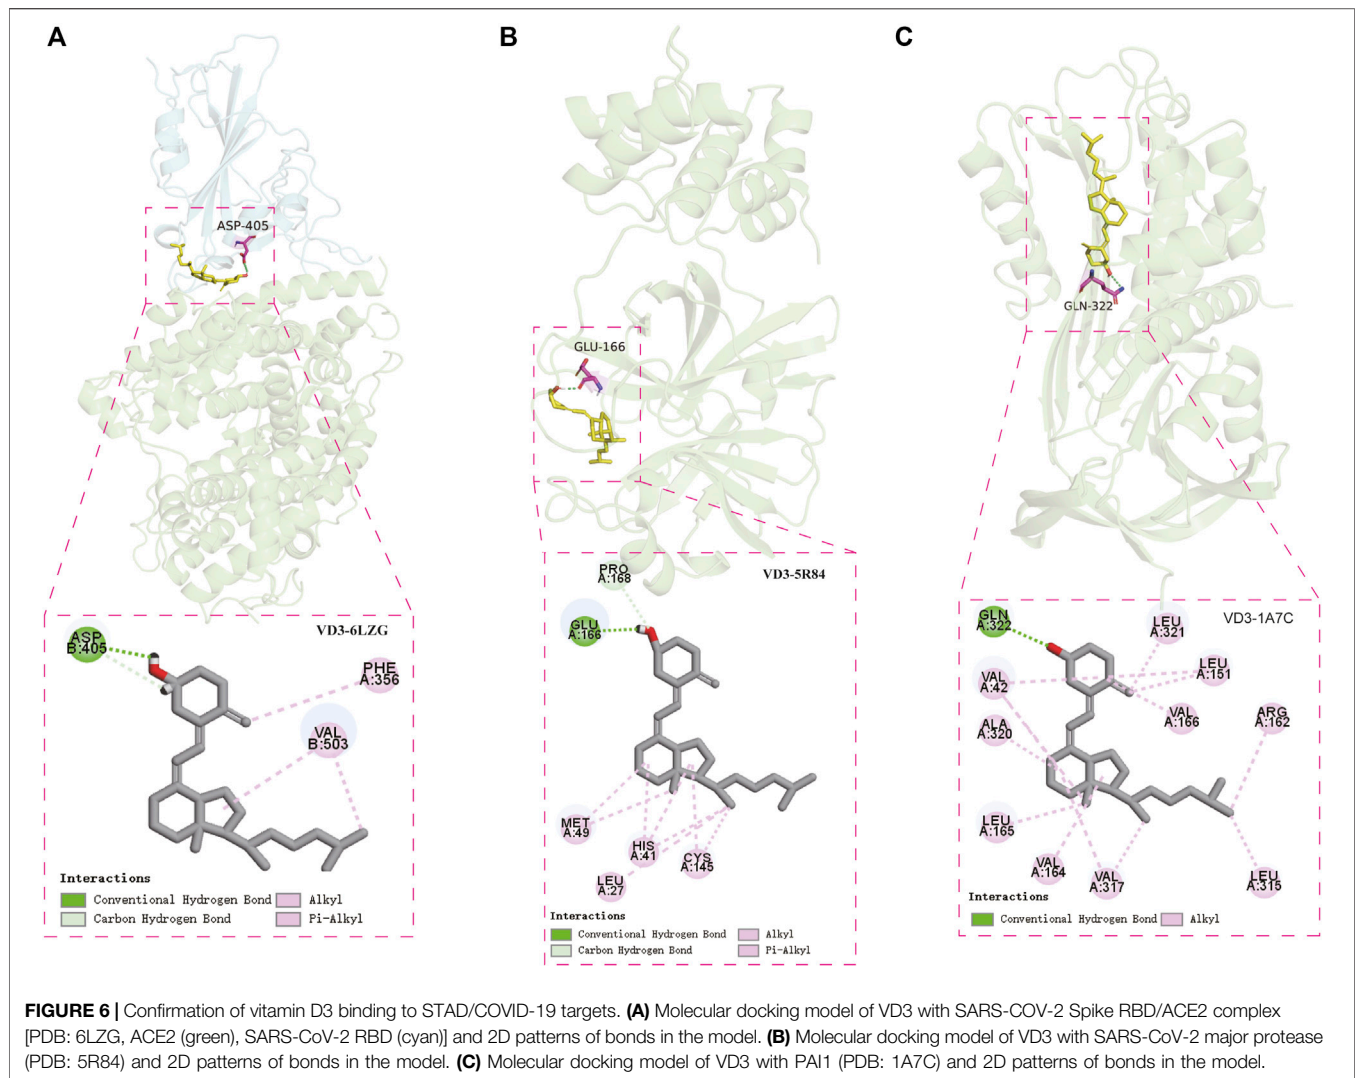 A
B
C
ASP-405
GLU-166
GLN-322
VD3-6LZG
ASP
B:405
PHE
A:356
VAL
B:503
Interactions
Conventional Hydrogen Bond
Alkyl
Carbon Hydrogen Bond
Pi-Alkyl
VD3-5R84
PRO
A:168
GLU
A:166
MET
A:49
HIS
A:41
CYS
A:145
LEU
A:27
Interactions
Conventional Hydrogen Bond
Alkyl
Carbon Hydrogen Bond
Pi-Alkyl
VD3-1A7C
GLN
A:322
LEU
A:321
VAL
A:42
LEU
A:151
ALA
A:320
VAL
A:166
ARG
A:162
LEU
A:165
VAL
A:164
VAL
A:317
LEU
A:315
Interactions
Conventional Hydrogen Bond
Alkyl
FIGURE 6 | Confirmation of vitamin D3 binding to STAD/COVID-19 targets. (A) Molecular docking model of VD3 with SARS-COV-2 Spike RBD/ACE2 complex
[PDB: 6LZG, ACE2 (green), SARS-CoV-2 RBD (cyan)] and 2D patterns of bonds in the model. (B) Molecular docking model of VD3 with SARS-CoV-2 major protease
(PDB: 5R84) and 2D patterns of bonds in the model. (C) Molecular docking model of VD3 with PAI1 (PDB: 1A7C) and 2D patterns of bonds in the model.